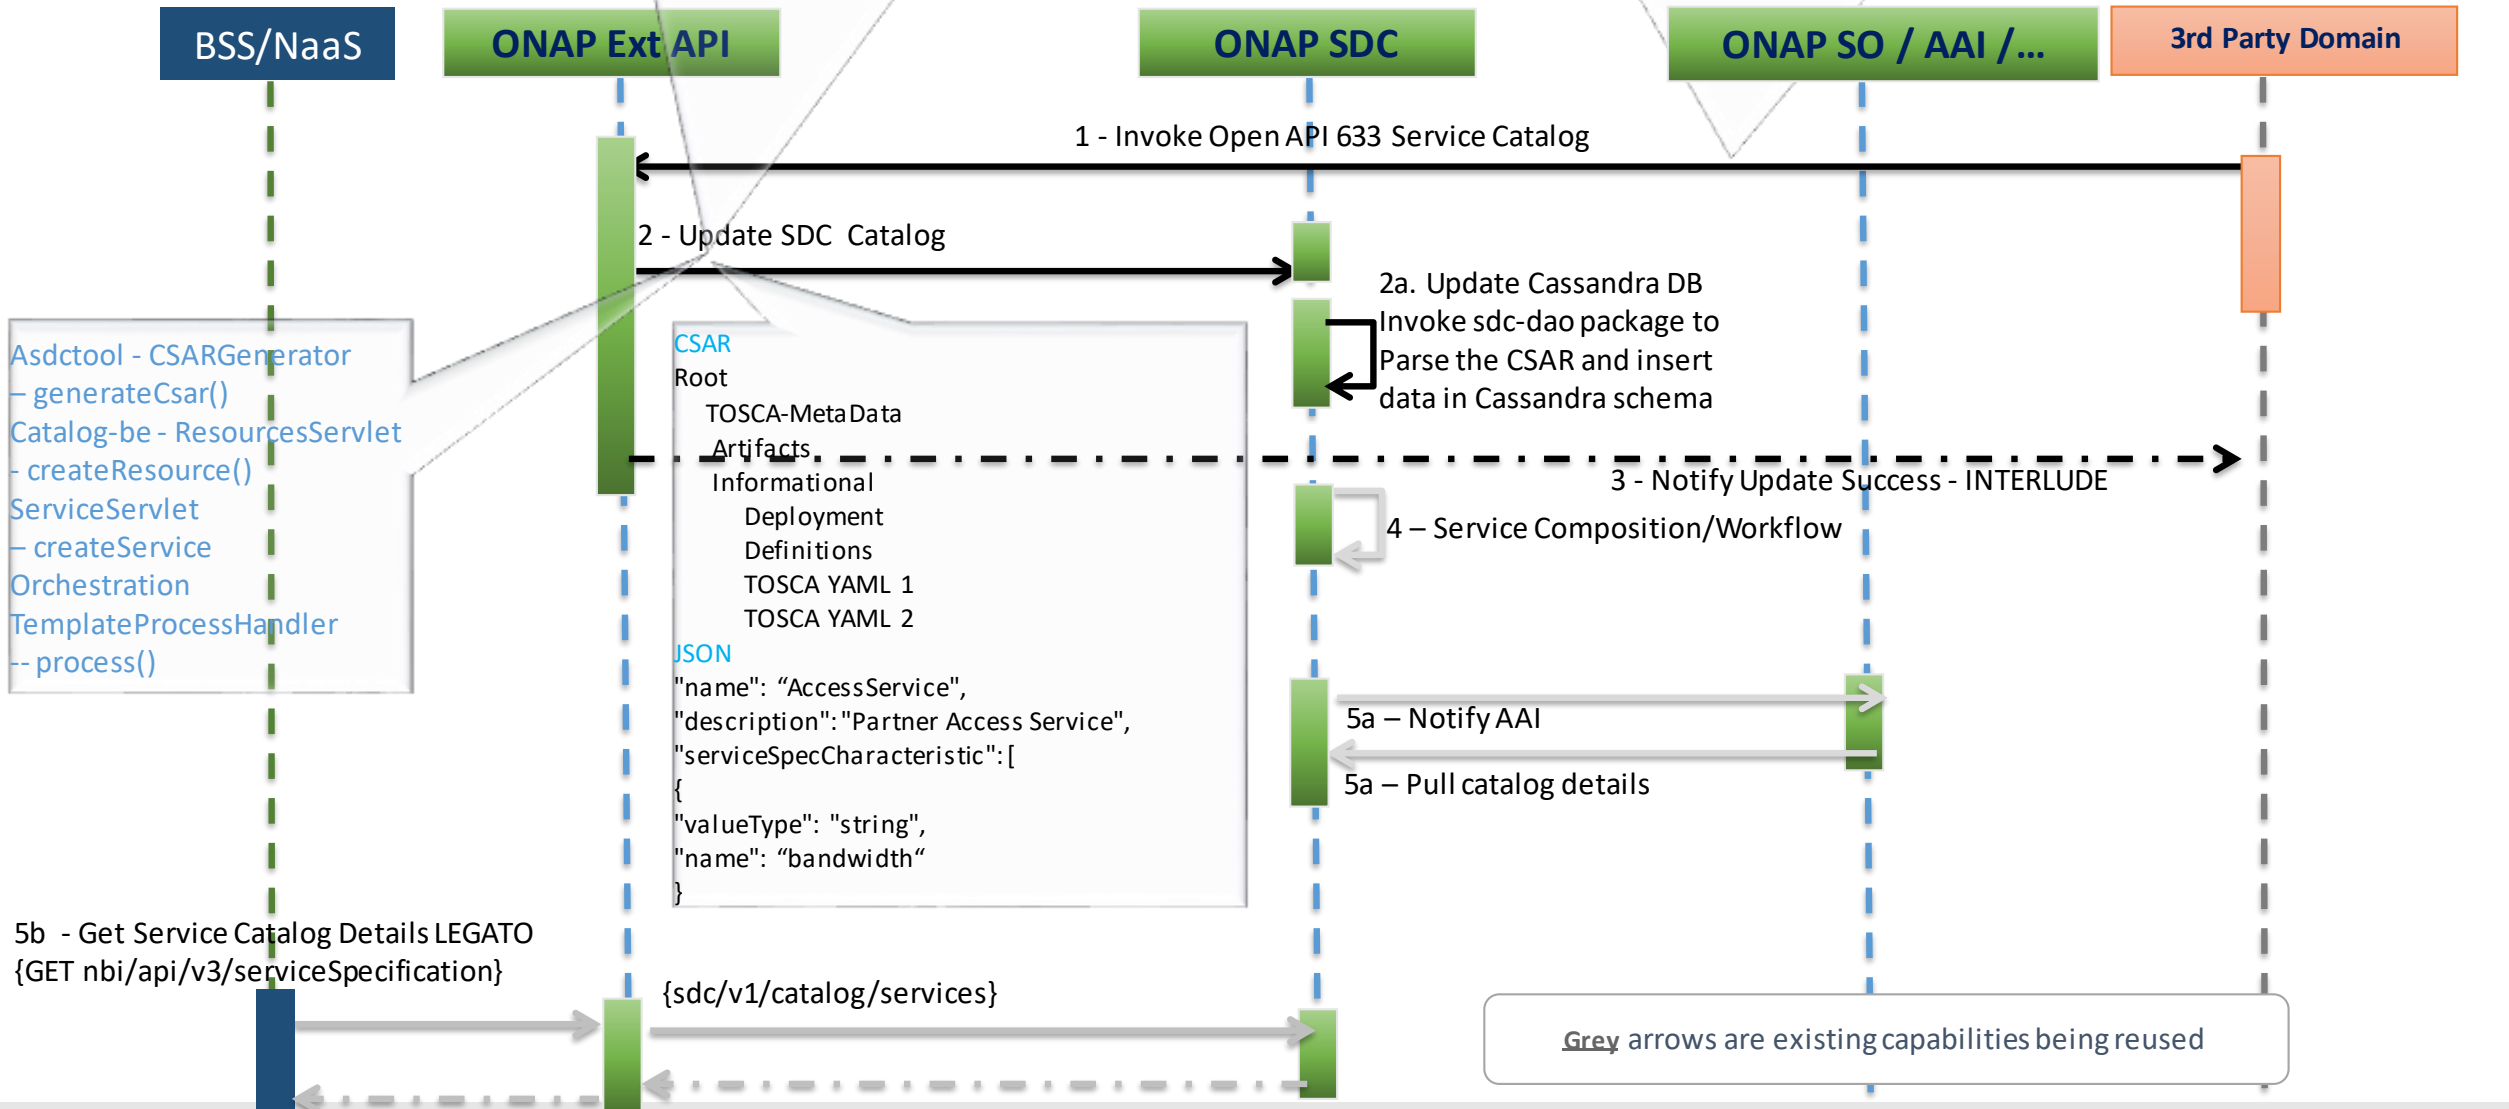 BSS/NaaS
ONAP Ext API
ONAP SDC
ONAP SO / AAI /...
3rd Party Domain
1 - Invoke Open API 633 Service Catalog
2 - Update SDC Catalog
2a. Update Cassandra DB
Invoke sdc-dao package to
Parse the CSAR and insert
data in Cassandra schema
Asdctool - CSARGenerator
– generateCsar()
Catalog-be - ResourcesServlet
- createResource()
ServiceServlet
– createService
Orchestration
TemplateProcessHandler
-- process()
CSAR
Root
TOSCA-MetaData
Artifacts
Informational
Deployment
Definitions
TOSCA YAML 1
TOSCA YAML 2
JSON
"name": “AccessService",
"description":"Partner Access Service",
"serviceSpecCharacteristic":[
{
"valueType": "string",
"name": “bandwidth“
}
3 - Notify Update Success - INTERLUDE
4 – Service Composition/Workflow
5a – Notify AAI
5a – Pull catalog details
5b - Get Service Catalog Details LEGATO
{GET nbi/api/v3/serviceSpecification}
{sdc/v1/catalog/services}
Grey arrows are existing capabilities being reused